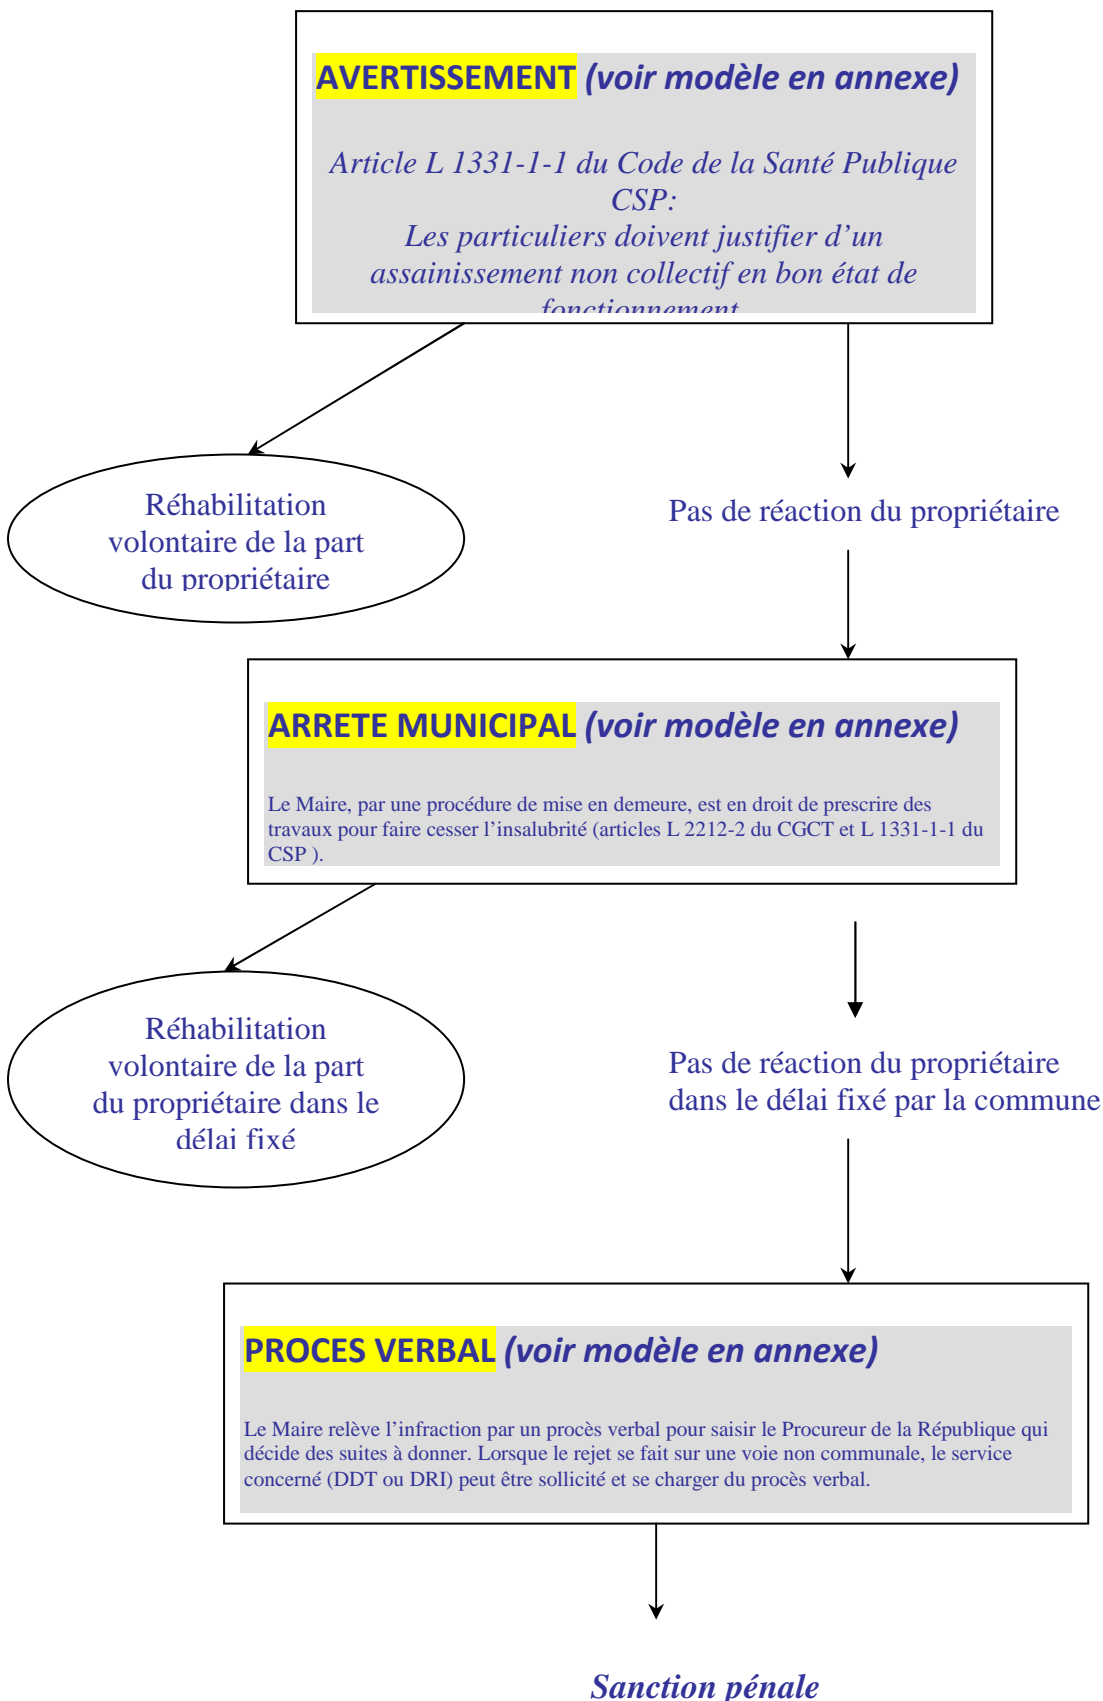 AVERTISSEMENT (voir modèle en annexe)
Article L 1331-1-1 du Code de la Santé Publique
CSP:
Les particuliers doivent justifier d’un
assainissement non collectif en bon état de
fonctionnement
Réhabilitation
volontaire de la part
du propriétaire
Pas de réaction du propriétaire
ARRETE MUNICIPAL (voir modèle en annexe)
Le Maire, par une procédure de mise en demeure, est en droit de prescrire des
travaux pour faire cesser l’insalubrité (articles L 2212-2 du CGCT et L 1331-1-1 du
CSP ).
Réhabilitation
volontaire de la part
du propriétaire dans le
délai fixé
Pas de réaction du propriétaire
dans le délai fixé par la commune
PROCES VERBAL (voir modèle en annexe)
Le Maire relève l’infraction par un procès verbal pour saisir le Procureur de la République qui
décide des suites à donner. Lorsque le rejet se fait sur une voie non communale, le service
concerné (DDT ou DRI) peut être sollicité et se charger du procès verbal.
Sanction pénale